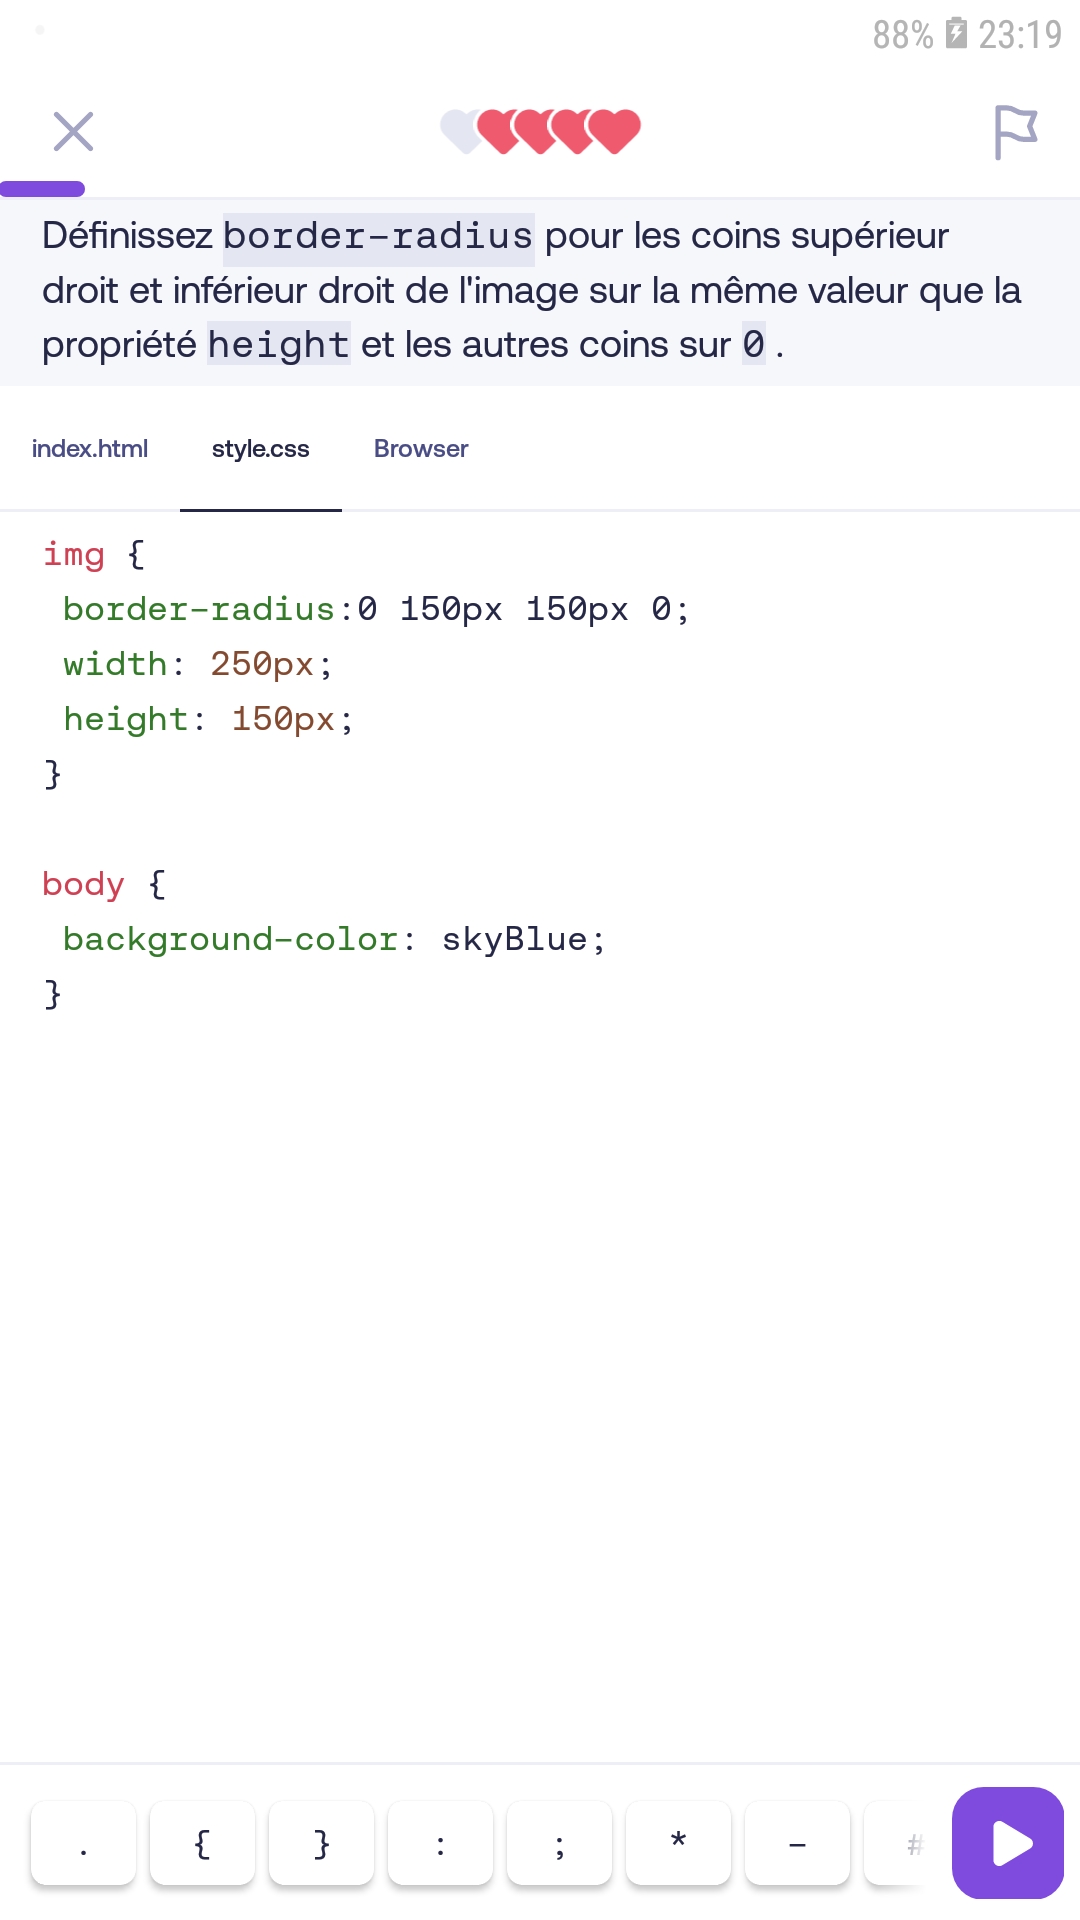 88% 23:19
Définissez border-radius pour les coins supérieur
droit et inférieur droit de l'image sur la même valeur que la
propriété height et les autres coins sur 0 .
index.html style.css Browser
img {
 border-radius:0 150px 150px 0;
 width: 250px;
 height: 150px;
}
body {
 background-color: skyBlue;
}
. { } : ; * - #